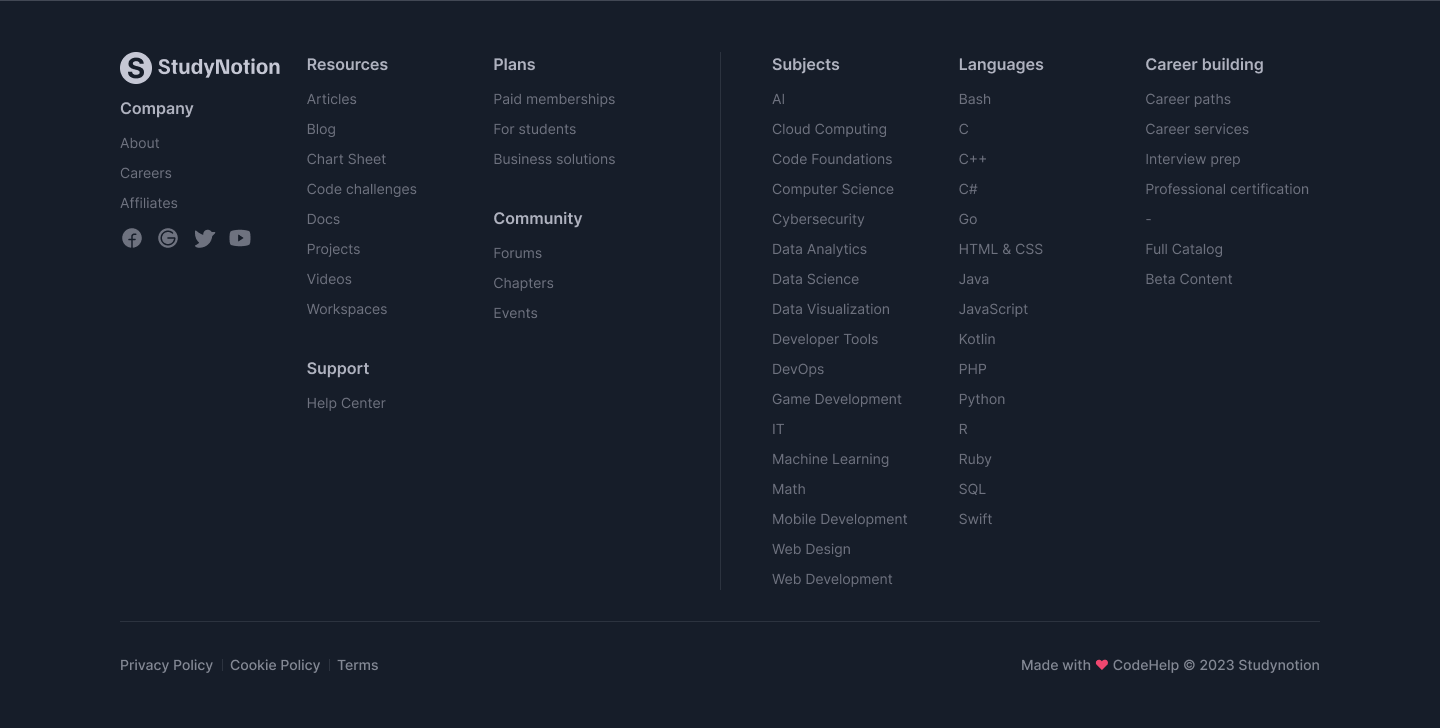 StudyNotion
Company
About
Careers
Affiliates
Resources
Articles
Blog
Chart Sheet
Code challenges
Docs
Projects
Videos
Workspaces
Support
Help Center
Plans
Paid memberships
For students
Business solutions
Community
Forums
Chapters
Events
Subjects
AI
Cloud Computing
Code Foundations
Computer Science
Cybersecurity
Data Analytics
Data Science
Data Visualization
Developer Tools
DevOps
Game Development
IT
Machine Learning
Math
Mobile Development
Web Design
Web Development
Languages
Bash
C
C++
C#
Go
HTML & CSS
Java
JavaScript
Kotlin
PHP
Python
R
Ruby
SQL
Swift
Career building
Career paths
Career services
Interview prep
Professional certification
-
Full Catalog
Beta Content
Privacy Policy | Cookie Policy | Terms
Made with ❤ CodeHelp © 2023 Studynotion